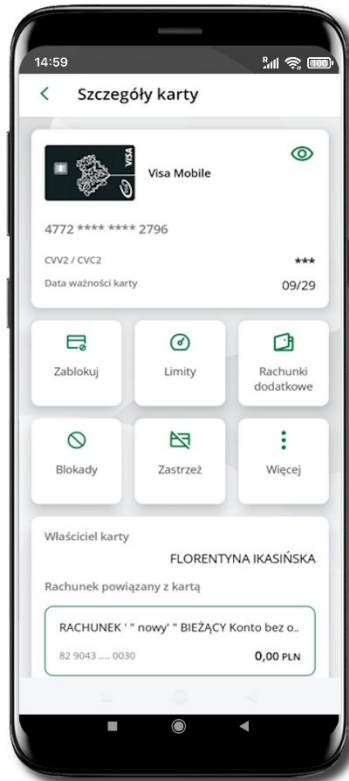 14:59
Szczegóły karty
VISA
Visa Mobile
4772 **** **** 2796
CVV2 / CVC2
***
Data ważności karty
09/29
Zablokuj
Limity
Rachunki
dodatkowe
Blokady
Zastrzeż
Więcej
Właściciel karty
FLORENTYNA IKASIŃSKA
Rachunek powiązany z kartą
RACHUNEK ' " nowy' " BIEŻĄCY Konto bez o..
82 9043 .... 0030
0,00 PLN